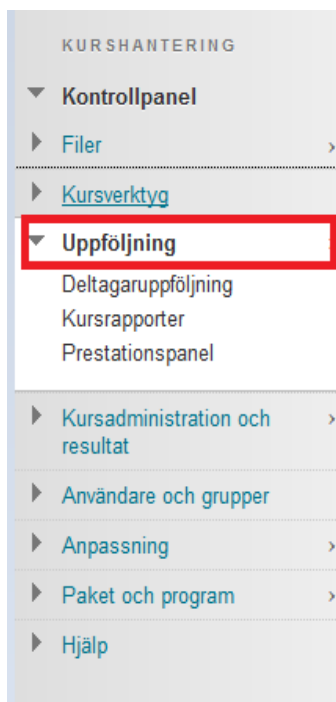 KURSHANTERING
Kontrollpanel
Filer
Kursverktyg
Uppföljning
Deltagaruppföljning
Kursrapporter
Prestationspanel
Kursadministration och
resultat
Användare och grupper
Anpassning
Paket och program
Hjälp